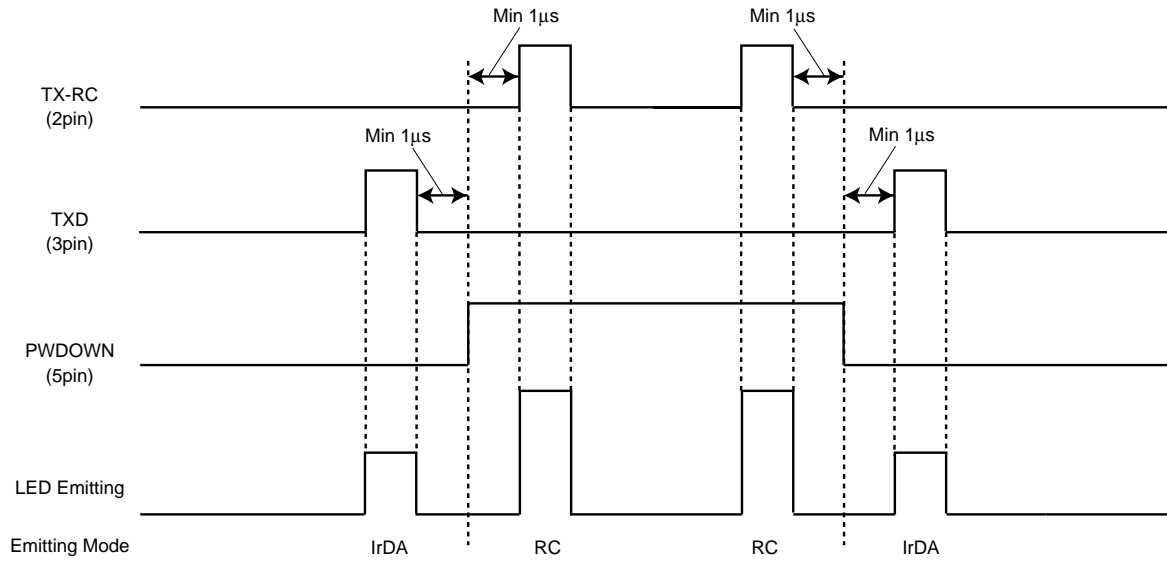 Min 1µs
Min 1µs
TX-RC
(2pin)
Min 1µs
Min 1µs
TXD
(3pin)
PWDOWN
(5pin)
LED Emitting
Emitting Mode IrDA RC RC IrDA